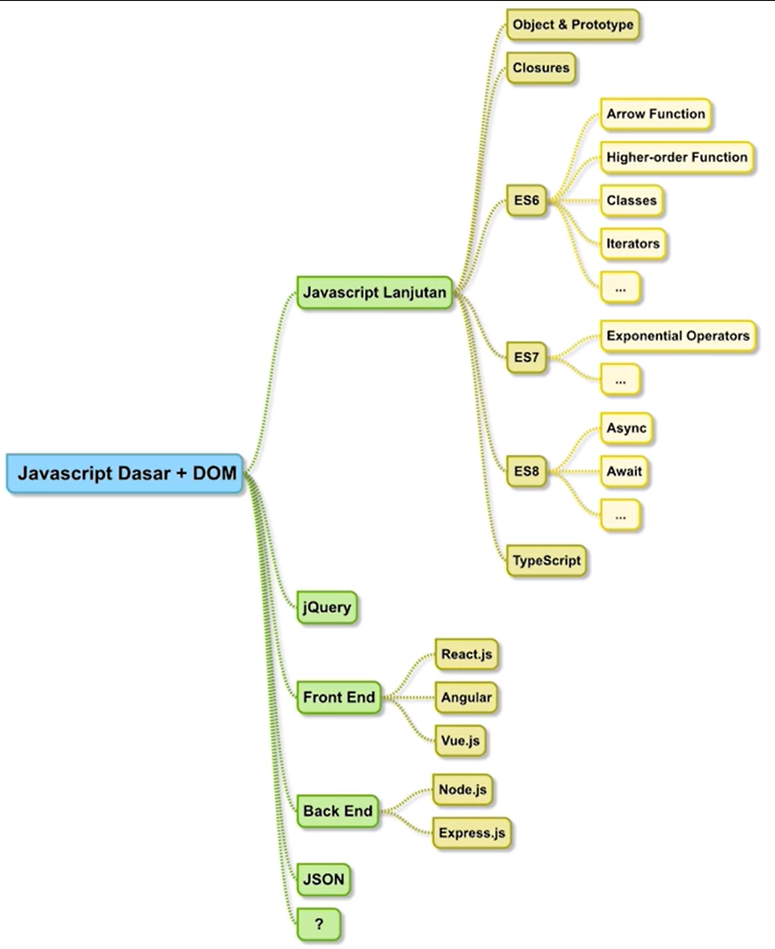 Object & Prototype
Closures
Arrow Function
Higher-order Function
ES6
Classes
Iterators
...
Javascript Lanjutan
Exponential Operators
ES7
...
Async
ES8
Await
...
TypeScript
Javascript Dasar + DOM
jQuery
React.js
Front End
Angular
Vue.js
Node.js
Back End
Express.js
JSON
?